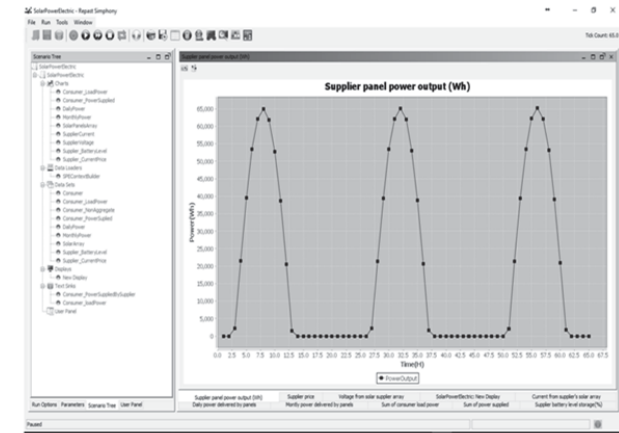 SolarPowerElectric - Repast Simphony
File Run Tools Window
Tick Count: 65.0
Scenario Tree
Supplier panel power output (Wh)
SolarPowerElectric
SolarPowerElectric
Charts
Consumer_LoadPower
Consumer_PowerSupplied
DailyPower
MonthlyPower
SolarPanelsArray
SupplierCurrent
SupplierVoltage
Supplier_BatteryLevel
Supplier_CurrentPrice
Data Loaders
SPEContextBuilder
Data Sets
Consumer
Consumer_LoadPower
Consumer_NonAggregate
Consumer_PowerSuplied
DailyPower
MonthlyPower
SolarArray
Supplier_BatteryLevel
Supplier_CurrentPrice
Displays
New Display
Text Sinks
Consumer_PowerSuppliedBySupplier
Consumer_loadPower
User Panel
Supplier panel power output (Wh)
65,000
60,000
55,000
50,000
45,000
40,000
35,000
30,000
25,000
20,000
15,000
10,000
5,000
0
Power(Wh)
0.0 2.5 5.0 7.5 10.0 12.5 15.0 17.5 20.0 22.5 25.0 27.5 30.0 32.5 35.0 37.5 40.0 42.5 45.0 47.5 50.0 52.5 55.0 57.5 60.0 62.5 65.0 67.5
Time(H)
PowerOutput
Supplier panel power output (Wh) Supplier price Voltage from solar supplier array SolarPowerElectric: New Display Current from supplier's solar array
Daily power delivered by panels Montly power delivered by panels Sum of consumer load power Sum of power supplied Supplier battery level storage(%)
Run Options Parameters Scenario Tree User Panel
Paused